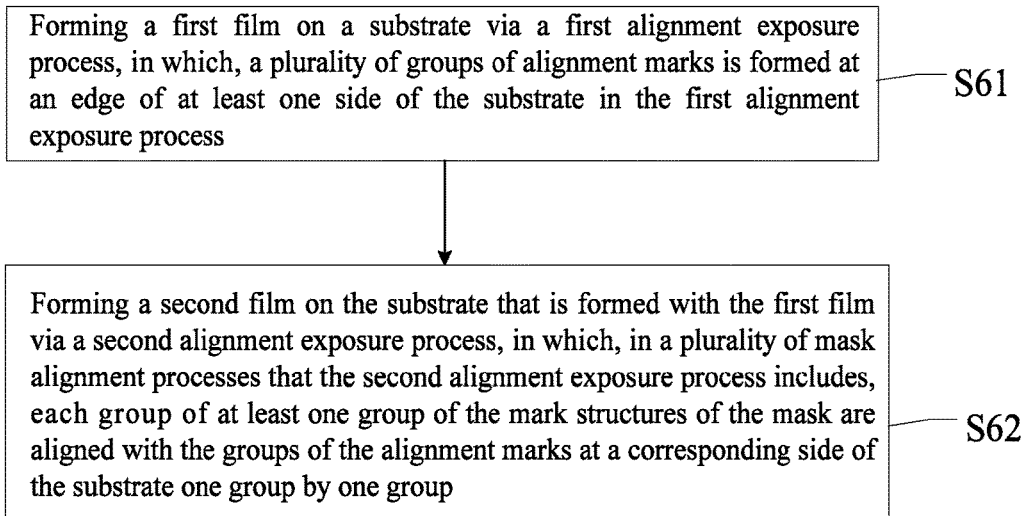 Forming a first film on a substrate via a first alignment exposure
process, in which, a plurality of groups of alignment marks is formed at
an edge of at least one side of the substrate in the first alignment
exposure process
S61
Forming a second film on the substrate that is formed with the first film
via a second alignment exposure process, in which, in a plurality of mask
alignment processes that the second alignment exposure process includes,
each group of at least one group of the mark structures of the mask are
aligned with the groups of the alignment marks at a corresponding side of
the substrate one group by one group
S62